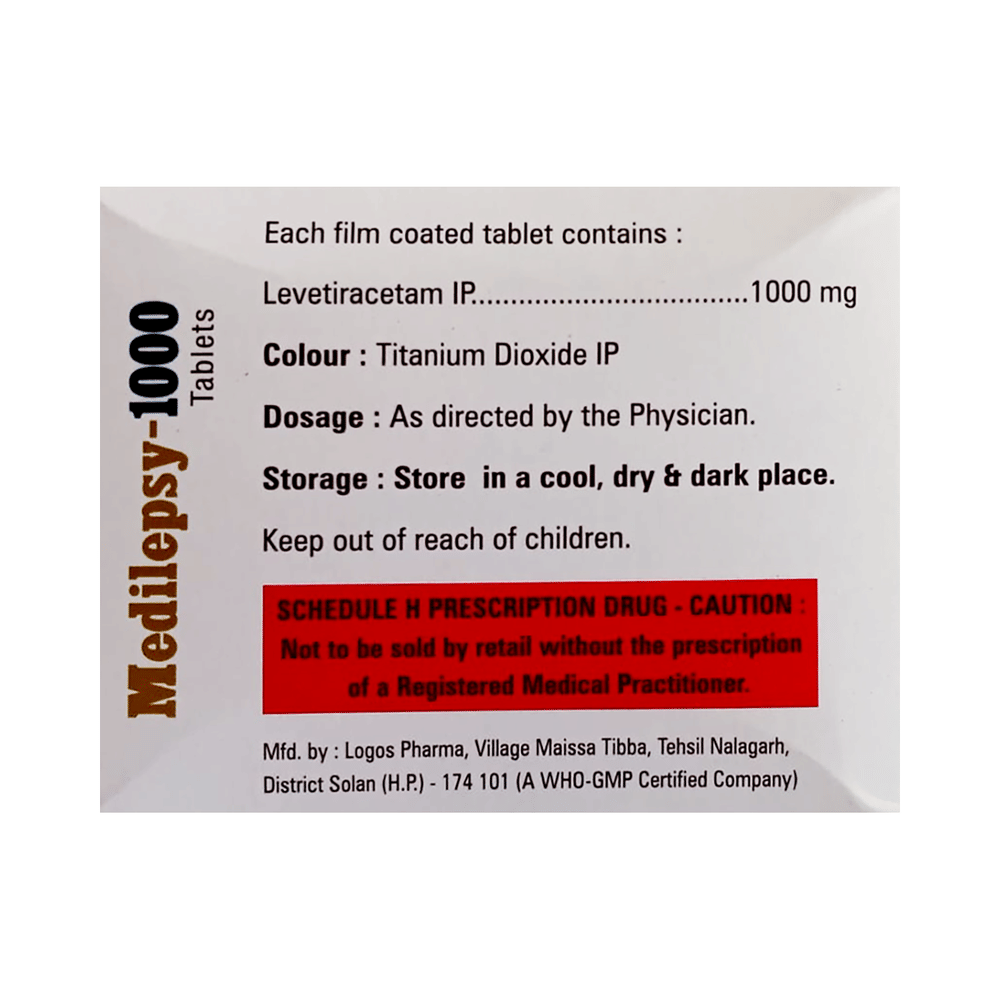 Medilepsy-1000
Tablets
Each film coated tablet contains :
Levetiracetam IP...................................1000 mg
Colour : Titanium Dioxide IP
Dosage : As directed by the Physician.
Storage : Store in a cool, dry & dark place.
Keep out of reach of children.
SCHEDULE H PRESCRIPTION DRUG - CAUTION :
Not to be sold by retail without the prescription
of a Registered Medical Practitioner.
Mfd. by : Logos Pharma, Village Maissa Tibba, Tehsil Nalagarh,
District Solan (H.P.) - 174 101 (A WHO-GMP Certified Company)